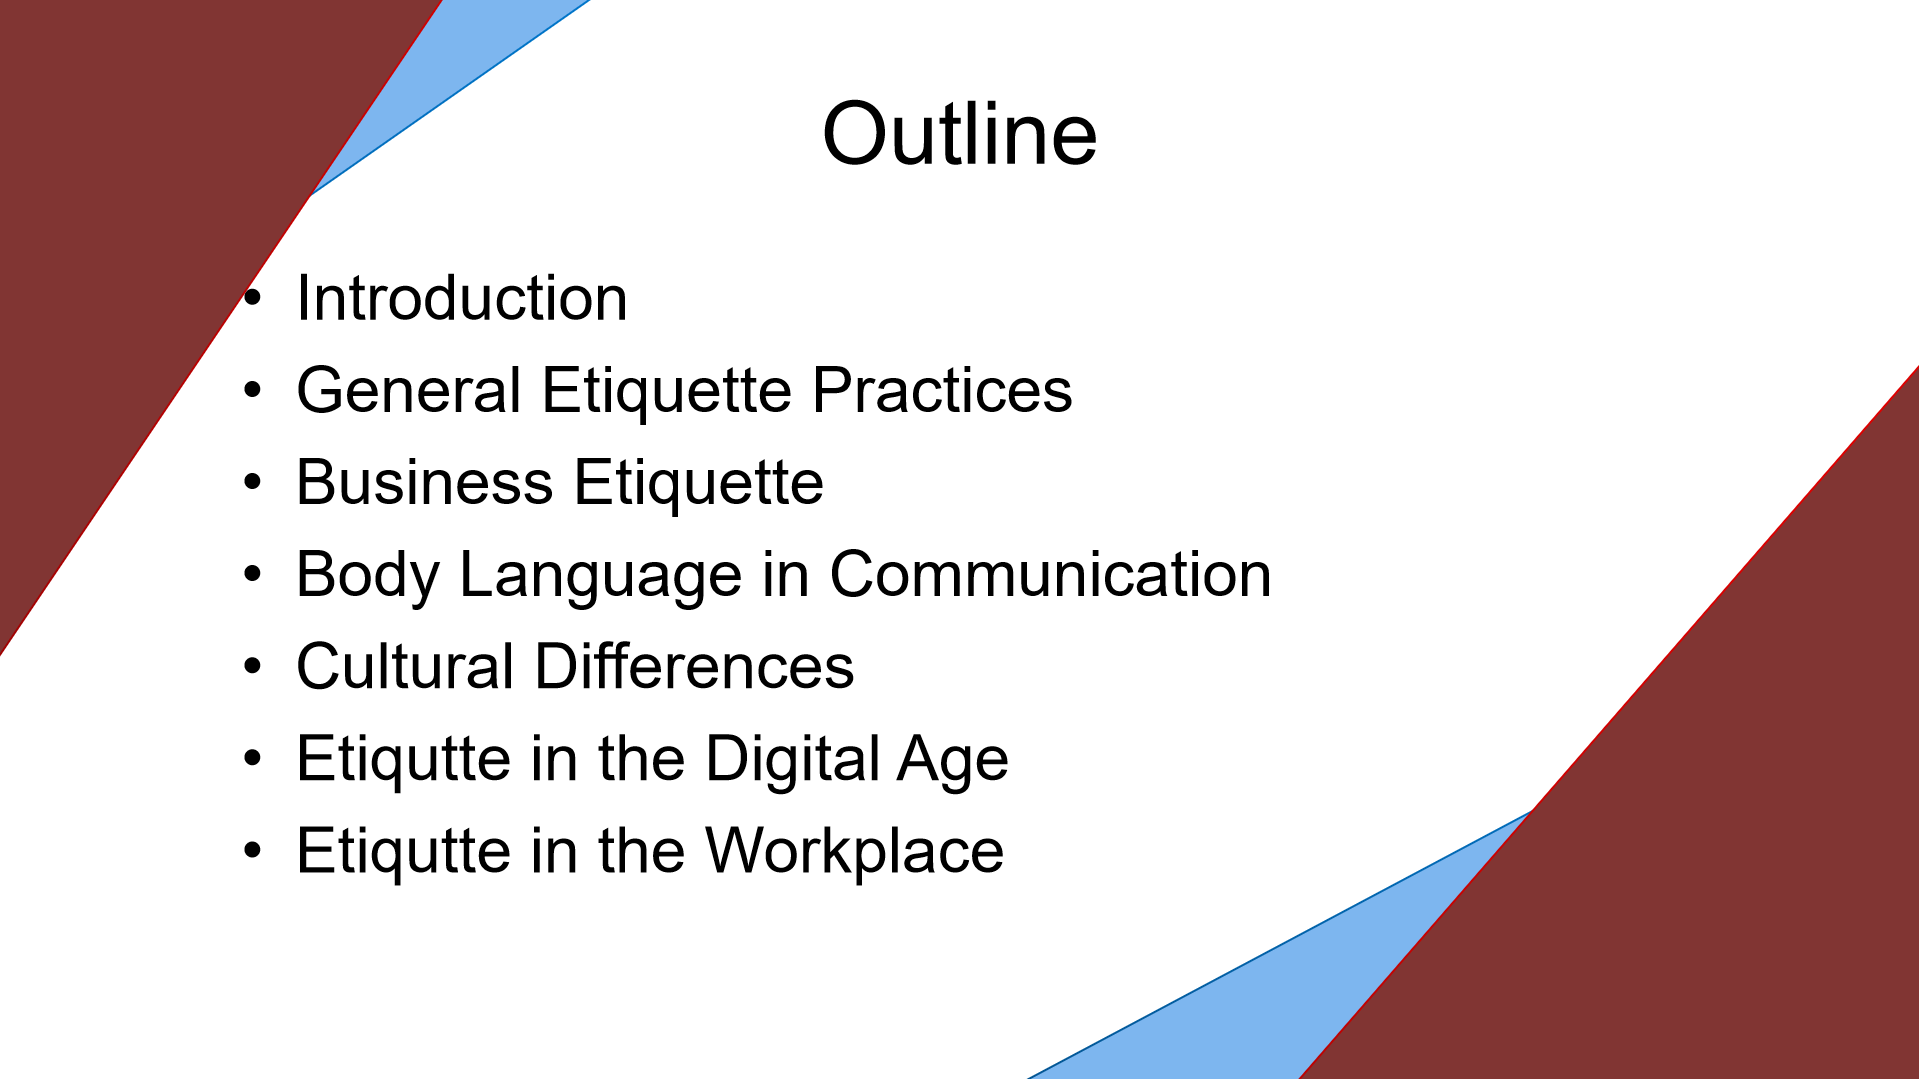 Outline
• Introduction
• General Etiquette Practices
• Business Etiquette
• Body Language in Communication
• Cultural Differences
• Etiqutte in the Digital Age
• Etiqutte in the Workplace